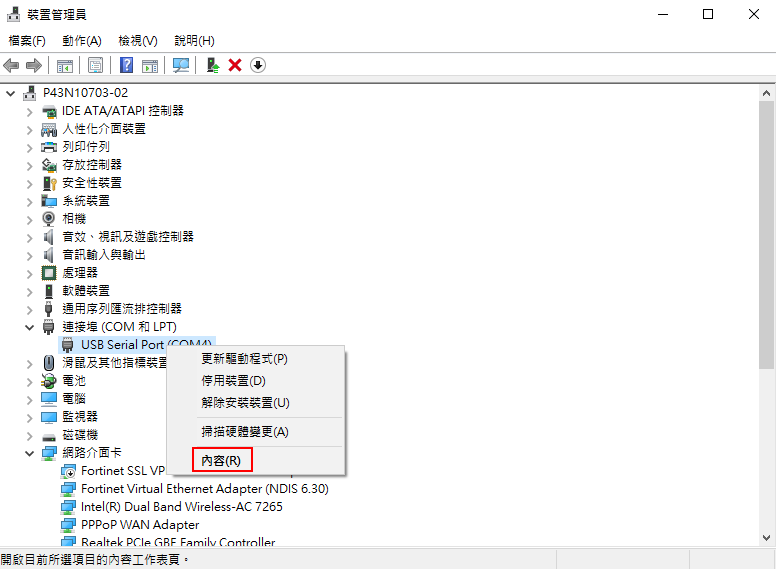 裝置管理員
檔案(F) 動作(A) 檢視(V) 說明(H)
P43N10703-02
IDE ATA/ATAPI 控制器
人性化介面裝置
列印佇列
存放控制器
安全性裝置
系統裝置
相機
音效、視訊及遊戲控制器
音訊輸入與輸出
處理器
軟體裝置
通用序列匯流排控制器
連接埠 (COM 和 LPT)
USB Serial Port (COM4)
滑鼠及其他指標裝置
電池
電腦
監視器
磁碟機
網路介面卡
Fortinet SSL VP
Fortinet Virtual Ethernet Adapter (NDIS 6.30)
Intel(R) Dual Band Wireless-AC 7265
PPPoP WAN Adapter
Realtek PCIe GBE Family Controller
更新驅動程式(P)
停用裝置(D)
解除安裝裝置(U)
掃描硬體變更(A)
內容(R)
開啟目前所選項目的內容工作表頁。